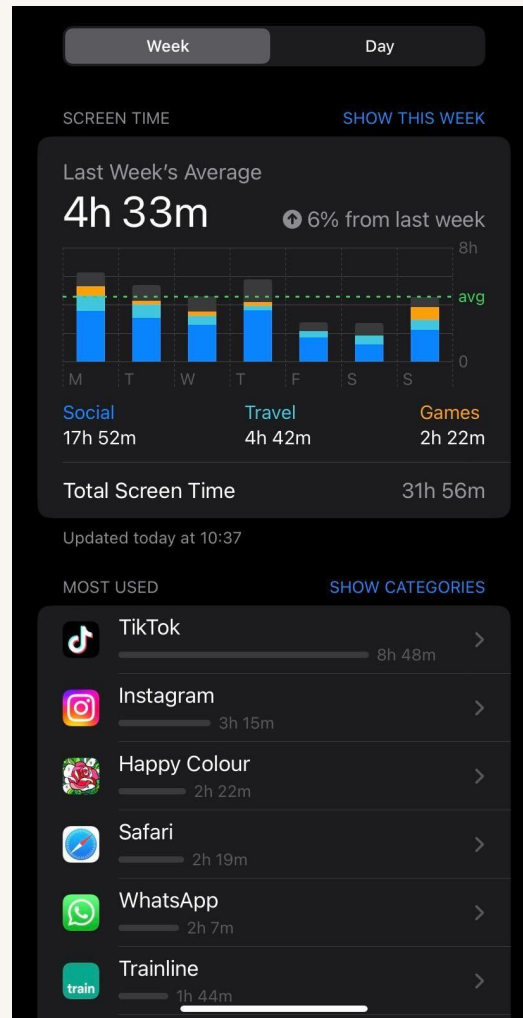 Week Day
SCREEN TIME SHOW THIS WEEK
Last Week's Average
4h 33m 6% from last week
8h
avg
0
M T W T F S S
Social Travel Games
17h 52m 4h 42m 2h 22m
Total Screen Time 31h 56m
Updated today at 10:37
MOST USED SHOW CATEGORIES
TikTok
8h 48m
Instagram
3h 15m
Happy Colour
2h 22m
Safari
2h 19m
WhatsApp
2h 7m
train
Trainline
1h 44m